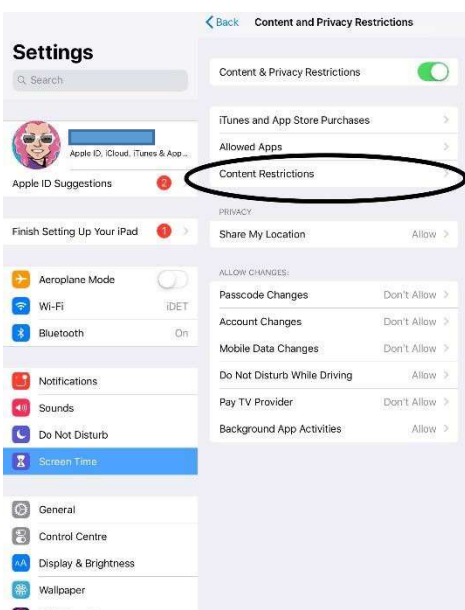 Back Content and Privacy Restrictions
Settings
Search
Apple ID, iCloud, iTunes & App...
Apple ID Suggestions 2
Finish Setting Up Your iPad 1
Aeroplane Mode
Wi-Fi iDET
Bluetooth On
Notifications
Sounds
Do Not Disturb
Screen Time
General
Control Centre
AA Display & Brightness
Wallpaper
Content & Privacy Restrictions
iTunes and App Store Purchases
Allowed Apps
Content Restrictions
PRIVACY
Share My Location Allow
ALLOW CHANGES:
Passcode Changes Don't Allow
Account Changes Don't Allow
Mobile Data Changes Don't Allow
Do Not Disturb While Driving Allow
Pay TV Provider Don't Allow
Background App Activities Allow